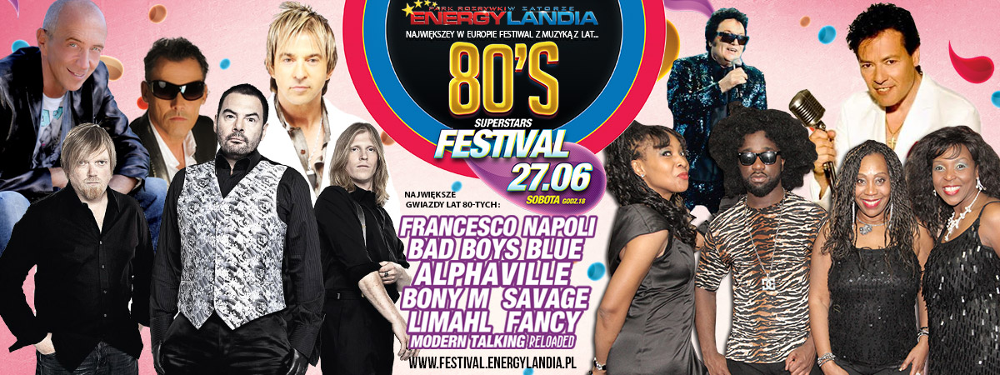 PARK ROZRYWKI W ZATORZE
ENERGYLANDIA
NAJWIĘKSZEY W EUROPIE FESTIWAL Z MUZYKĄ Z LAT...
80'S
SUPERSTARS
FESTIVAL
27.06
SOBOTA GODZ.18
NAJWIĘKSZE
GWIAZDY LAT 80-TYCH:
FRANCESCO NAPOLI
BAD BOYS BLUE
ALPHAVILLE
BONY M SAVAGE
LIMAHL FANCY
MODERN TALKING RELOADED
WWW.FESTIVAL.ENERGYLANDIA.PL